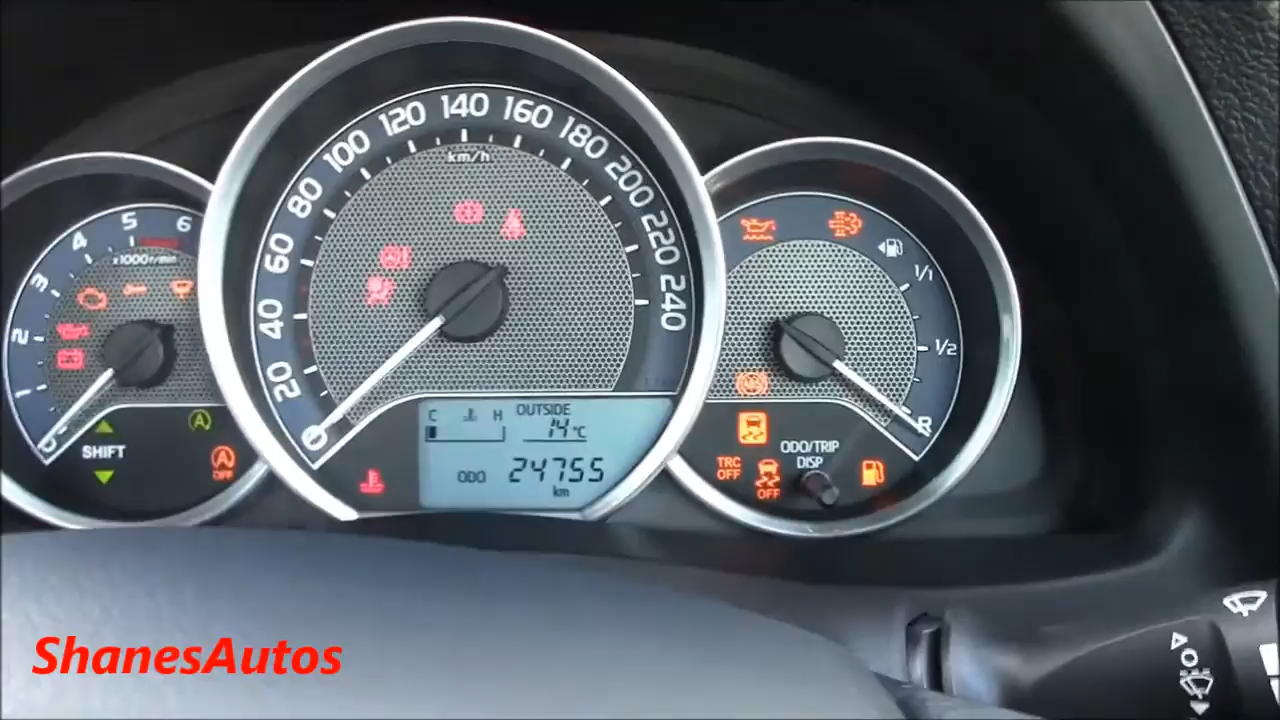 1 2 3 4 5 6
x1000r/min
SHIFT
A
A
OFF
0 20 40 60 80 100 120 140 160 180 200 220 240
km/h
C H
OUTSIDE
14°C
ODO 24755
km
1/1
1/2
R
ABS
TRC
OFF
OFF
ODO/TRIP
DISP
ShanesAutos